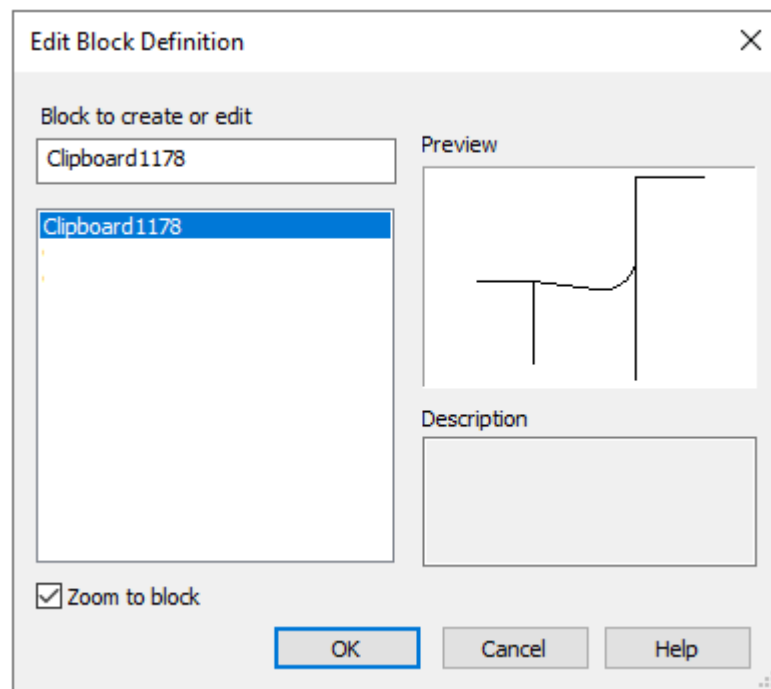 Edit Block Definition
Block to create or edit
Clipboard1178
Preview
Clipboard1178
Description
Zoom to block
OK
Cancel
Help